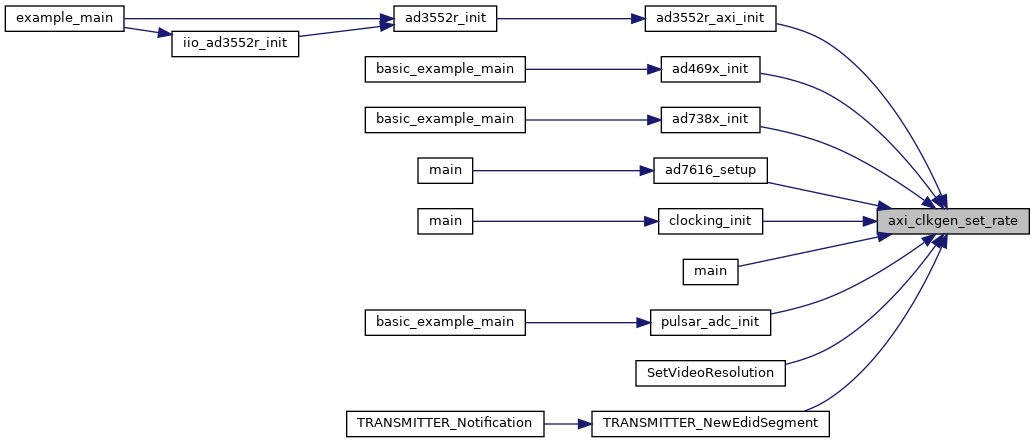 example_main
ad3552r_init
ad3552r_axi_init
iio_ad3552r_init
basic_example_main
ad469x_init
basic_example_main
ad738x_init
main
ad7616_setup
main
clocking_init
axi_clkgen_set_rate
main
basic_example_main
pulsar_adc_init
SetVideoResolution
TRANSMITTER_Notification
TRANSMITTER_NewEdidSegment